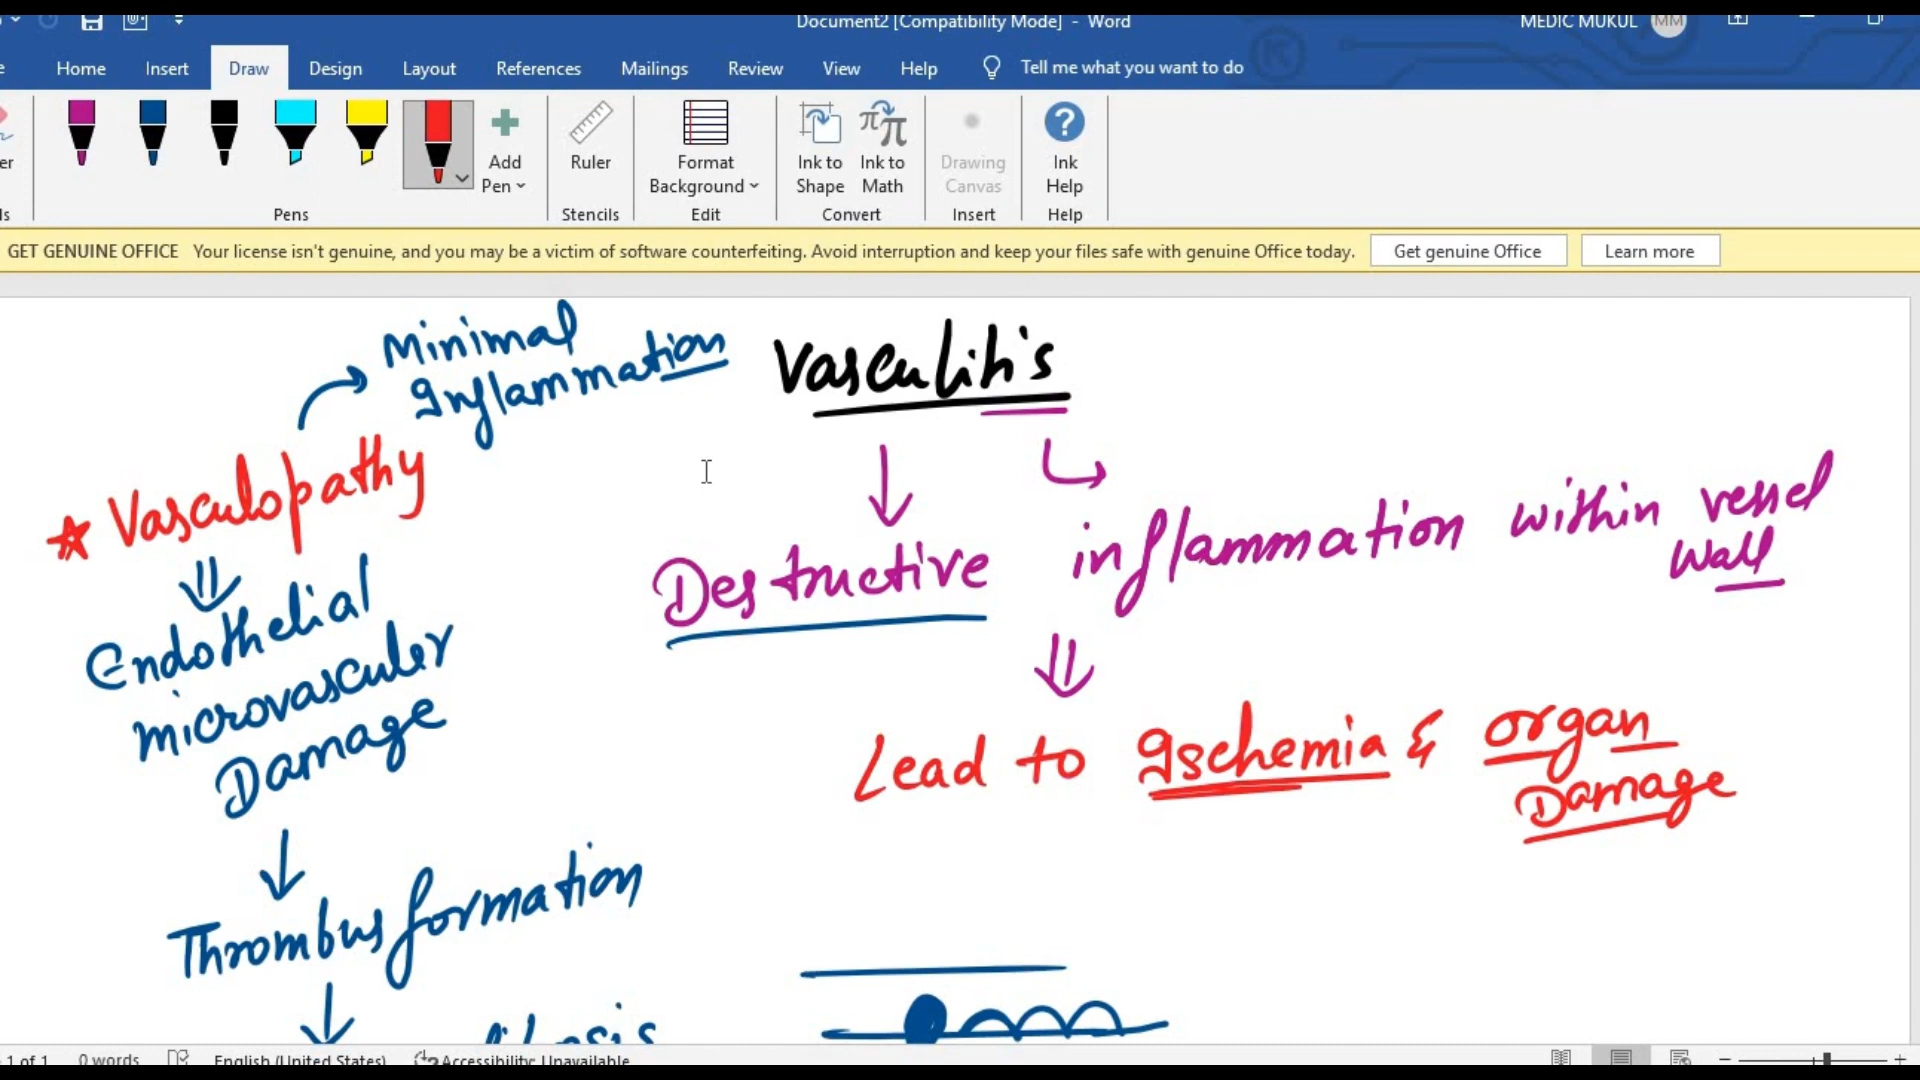 Document2 [Compatibility Mode] - Word
MEDIC MUKUL MM
Home Insert Draw Design Layout References Mailings Review View Help Tell me what you want to do
Add Pen
Ruler
Format Background
Ink to Shape
Ink to Math
Drawing Canvas
Ink Help
Pens Stencils Edit Convert Insert Help
GET GENUINE OFFICE Your license isn't genuine, and you may be a victim of software counterfeiting. Avoid interruption and keep your files safe with genuine Office today. Get genuine Office Learn more
Vasculitis
Minimal
Inflammation
Vasculopathy
Endothelial
microvasculer
Damage
Thrombus formation
Destructive inflammation within vessel
wall
Lead to Ischemia & organ
Damage
1 of 1 0 words English (United States) Accessibility: Unavailable